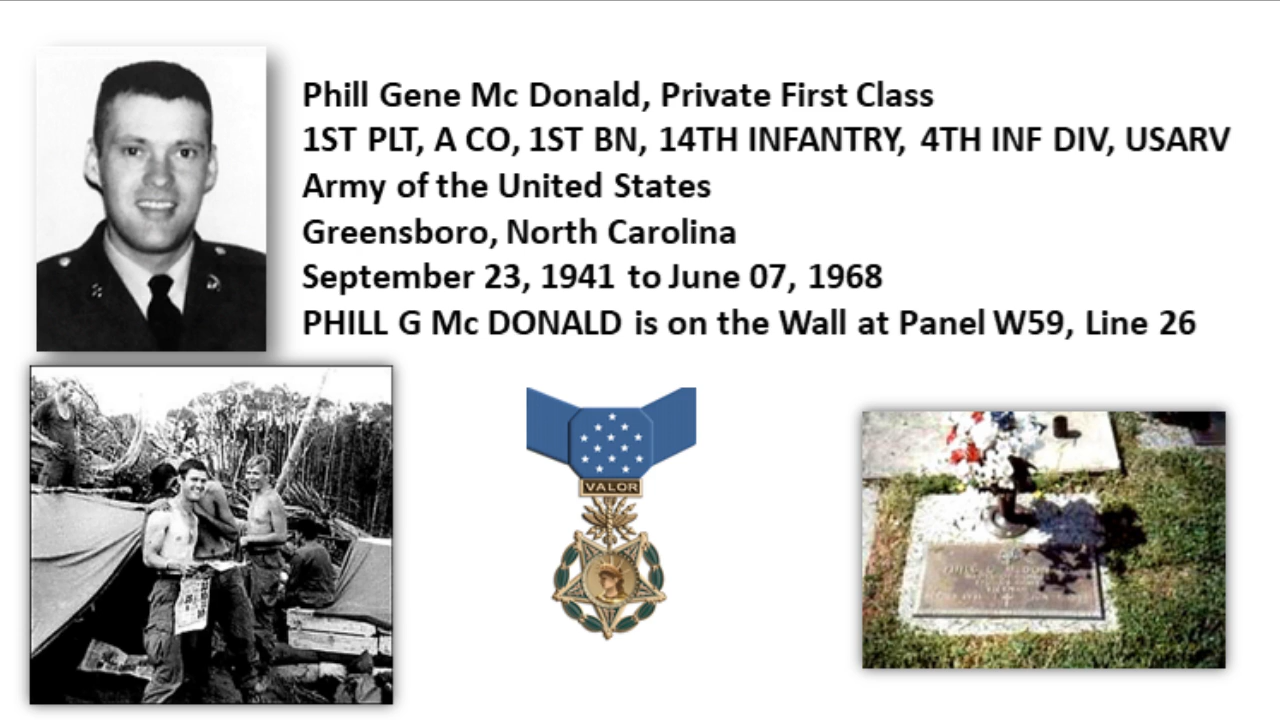 Phill Gene Mc Donald, Private First Class
1ST PLT, A CO, 1ST BN, 14TH INFANTRY, 4TH INF DIV, USARV
Army of the United States
Greensboro, North Carolina
September 23, 1941 to June 07, 1968
PHILL G Mc DONALD is on the Wall at Panel W59, Line 26
VALOR